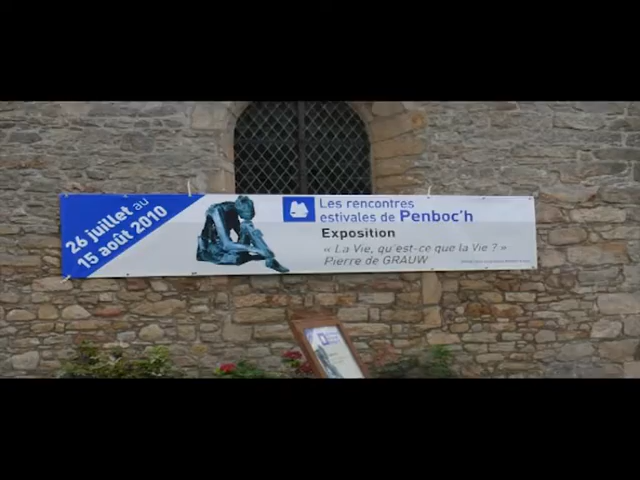 26 juillet au
15 août 2010
Les rencontres
estivales de Penboc'h
Exposition
« La Vie, qu'est-ce que la Vie ? »
Pierre de GRAUW